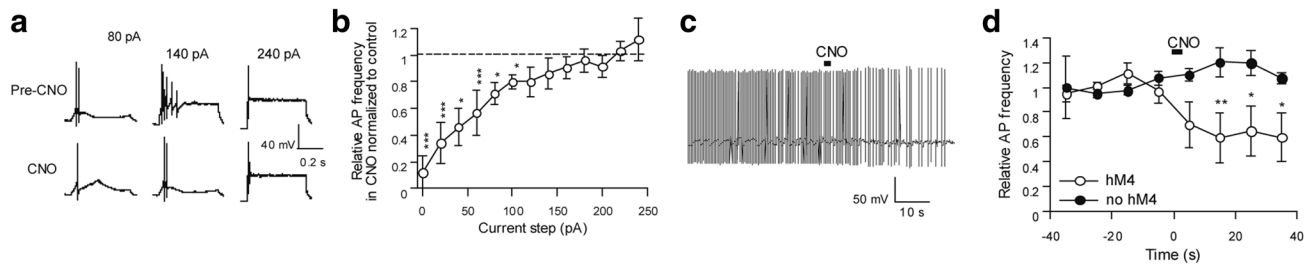 a
80 pA
140 pA
240 pA
Pre-CNO
CNO
40 mV
0.2 s
b
Relative AP frequency
in CNO normalized to control
1.2
1
0.8
0.6
0.4
0.2
0
***
***
*
***
*
*
0
50
100
150
200
250
Current step (pA)
c
CNO
50 mV
10 s
d
CNO
Relative AP frequency
1.4
1.2
1.0
0.8
0.6
0.4
0.2
0
**
*
*
hM4
no hM4
-40
-20
0
20
40
Time (s)